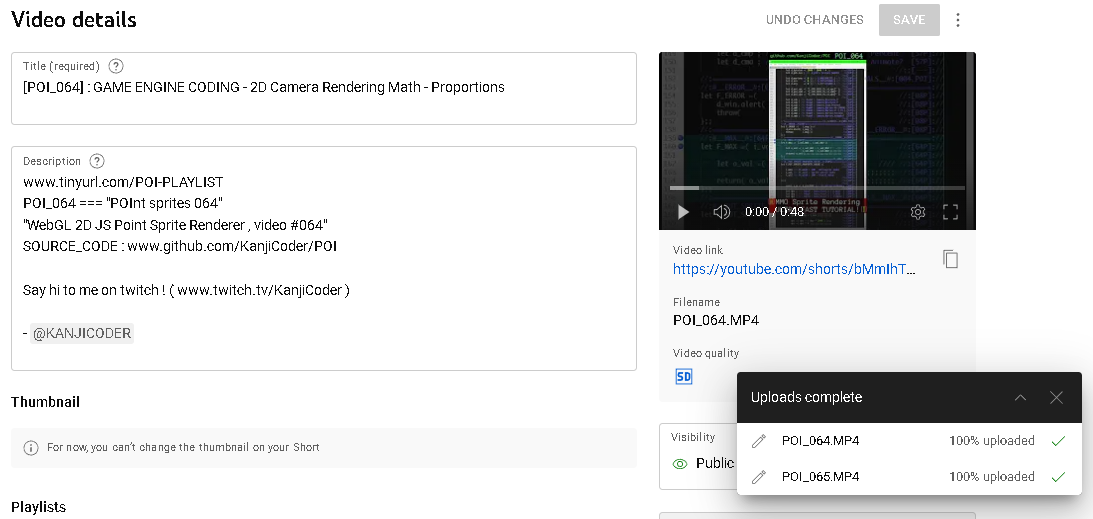 Video details
UNDO CHANGES
SAVE
Title (required)
[POI_064] : GAME ENGINE CODING - 2D Camera Rendering Math - Proportions
Description
www.tinyurl.com/POI-PLAYLIST
POI_064 === "POInt sprites 064"
"WebGL 2D JS Point Sprite Renderer , video #064"
SOURCE_CODE : www.github.com/KanjiCoder/POI
Say hi to me on twitch ! ( www.twitch.tv/KanjiCoder )
- @KANJICODER
Thumbnail
For now, you can't change the thumbnail on your Short
Playlists
POI_064
MMO Sprite Rendering
0:00 / 0:48
Video link
https://youtube.com/shorts/bMmIhT...
Filename
POI_064.MP4
Video quality
SD
Visibility
Public
Uploads complete
POI_064.MP4 100% uploaded
POI_065.MP4 100% uploaded